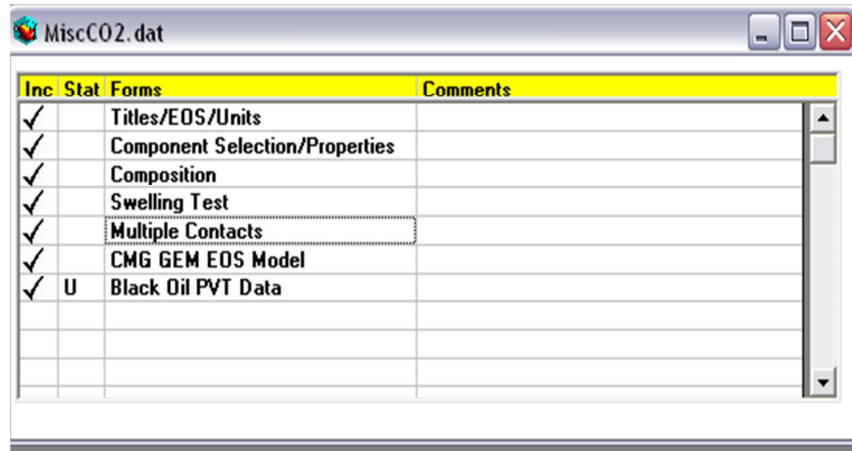 MiscCO2.dat
Inc Stat Forms Comments
Titles/EOS/Units
Component Selection/Properties
Composition
Swelling Test
Multiple Contacts
CMG GEM EOS Model
U Black Oil PVT Data